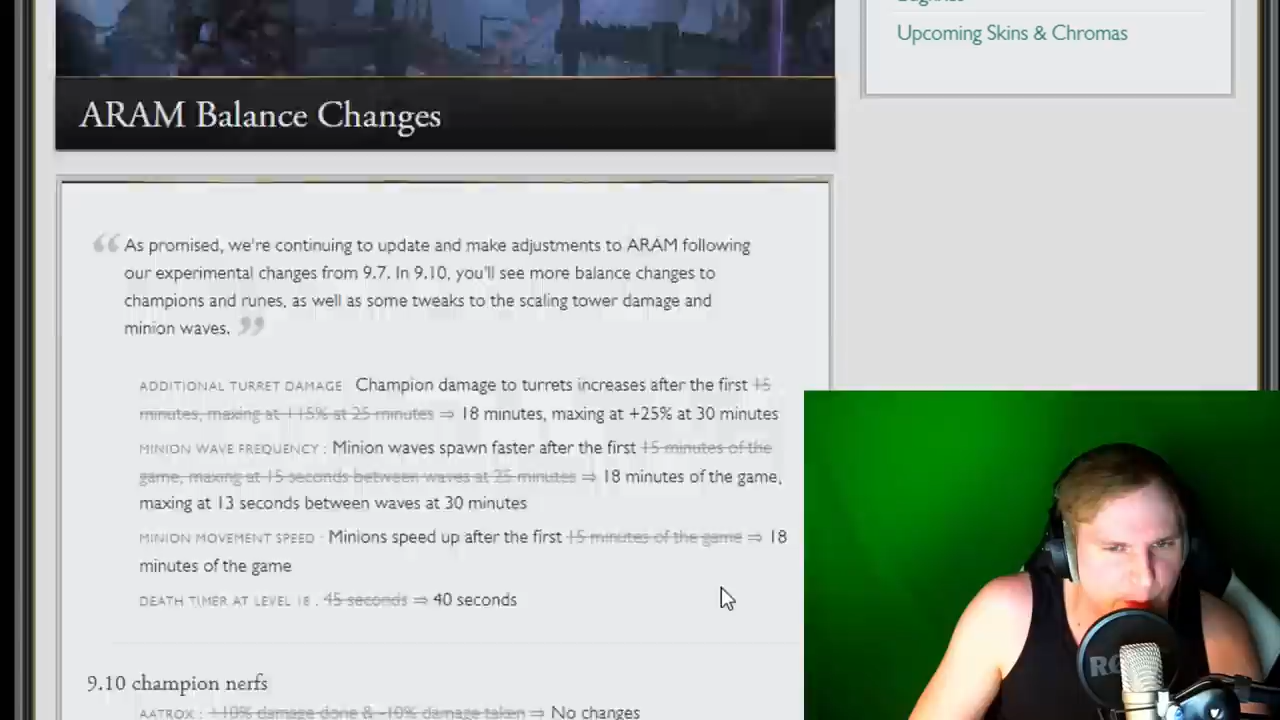 Upcoming Skins & Chromas
ARAM Balance Changes
“ As promised, we're continuing to update and make adjustments to ARAM following
our experimental changes from 9.7. In 9.10, you'll see more balance changes to
champions and runes, as well as some tweaks to the scaling tower damage and
minion waves. ”
ADDITIONAL TURRET DAMAGE : Champion damage to turrets increases after the first 15
minutes, maxing at +15% at 25 minutes ⇒ 18 minutes, maxing at +25% at 30 minutes
MINION WAVE FREQUENCY : Minion waves spawn faster after the first 15 minutes of the
game, maxing at 15 seconds between waves at 25 minutes ⇒ 18 minutes of the game,
maxing at 13 seconds between waves at 30 minutes
MINION MOVEMENT SPEED : Minions speed up after the first 15 minutes of the game ⇒ 18
minutes of the game
DEATH TIMER AT LEVEL 18 : 45 seconds ⇒ 40 seconds
9.10 champion nerfs
AATROX : +10% damage done & -10% damage taken ⇒ No changes